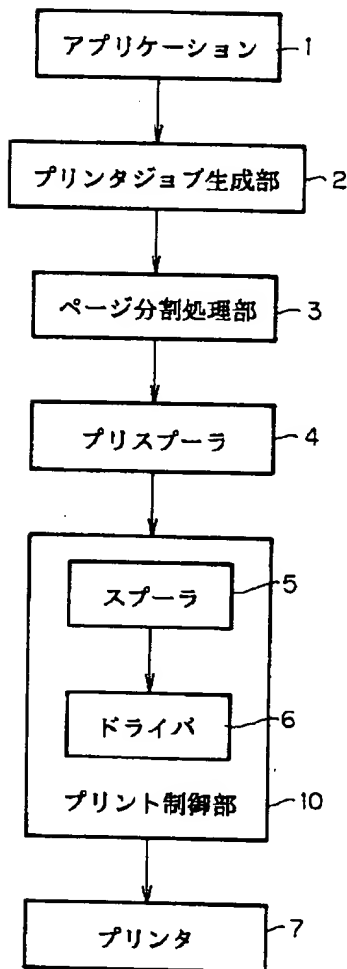 アプリケーション 1
プリンタジョブ生成部 2
ページ分割処理部 3
プリスプーラ 4
スプーラ 5
ドライバ 6
プリント制御部 10
プリンタ 7